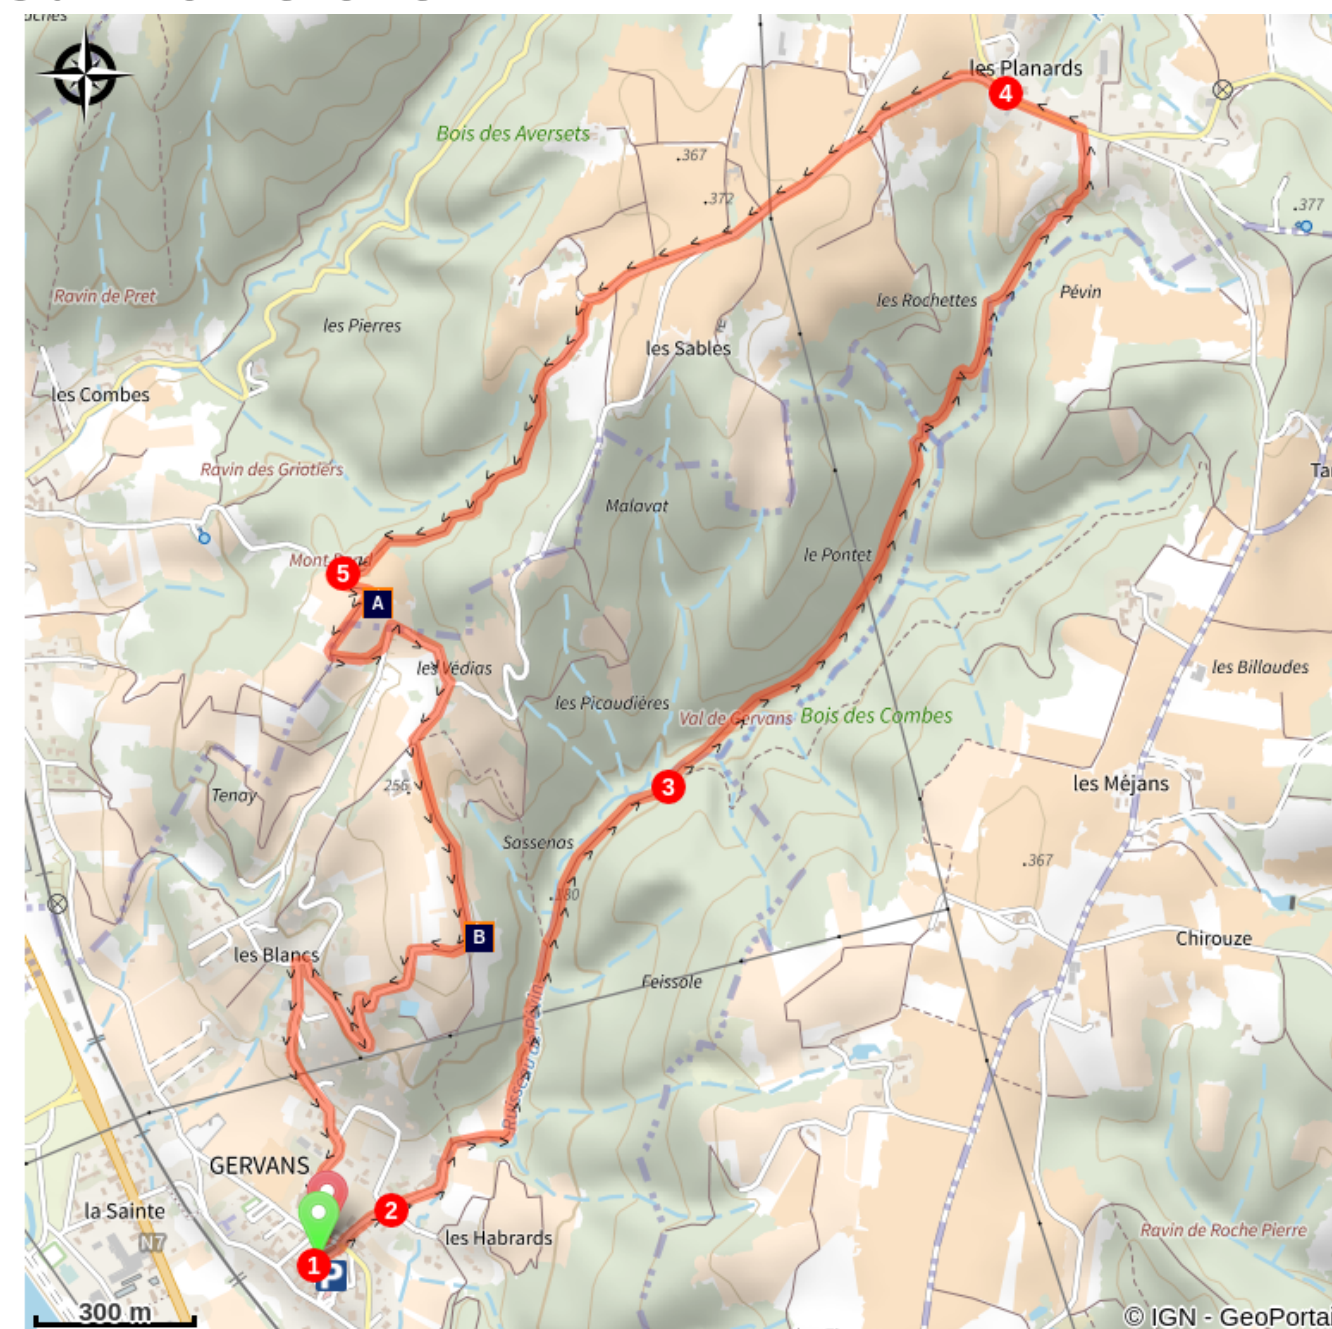 les Planards
4
Bois des Aversets
367
372
377
Ravin de Pret
les Pierres
les Rochettes
Pévin
les Sables
les Combes
Ravin des Griotiers
Malavat
le Pontet
5
A
les Védias
les Billaudes
les Picaudières
Val de Gervans
Bois des Combes
3
les Méjans
256
Tenay
Sassenas
367
B
les Blancs
Chirouze
Feissole
GERVANS
la Sainte
2
N7
les Habrards
Ravin de Roche Pierre
1
P
300 m
© IGN - GeoPortai